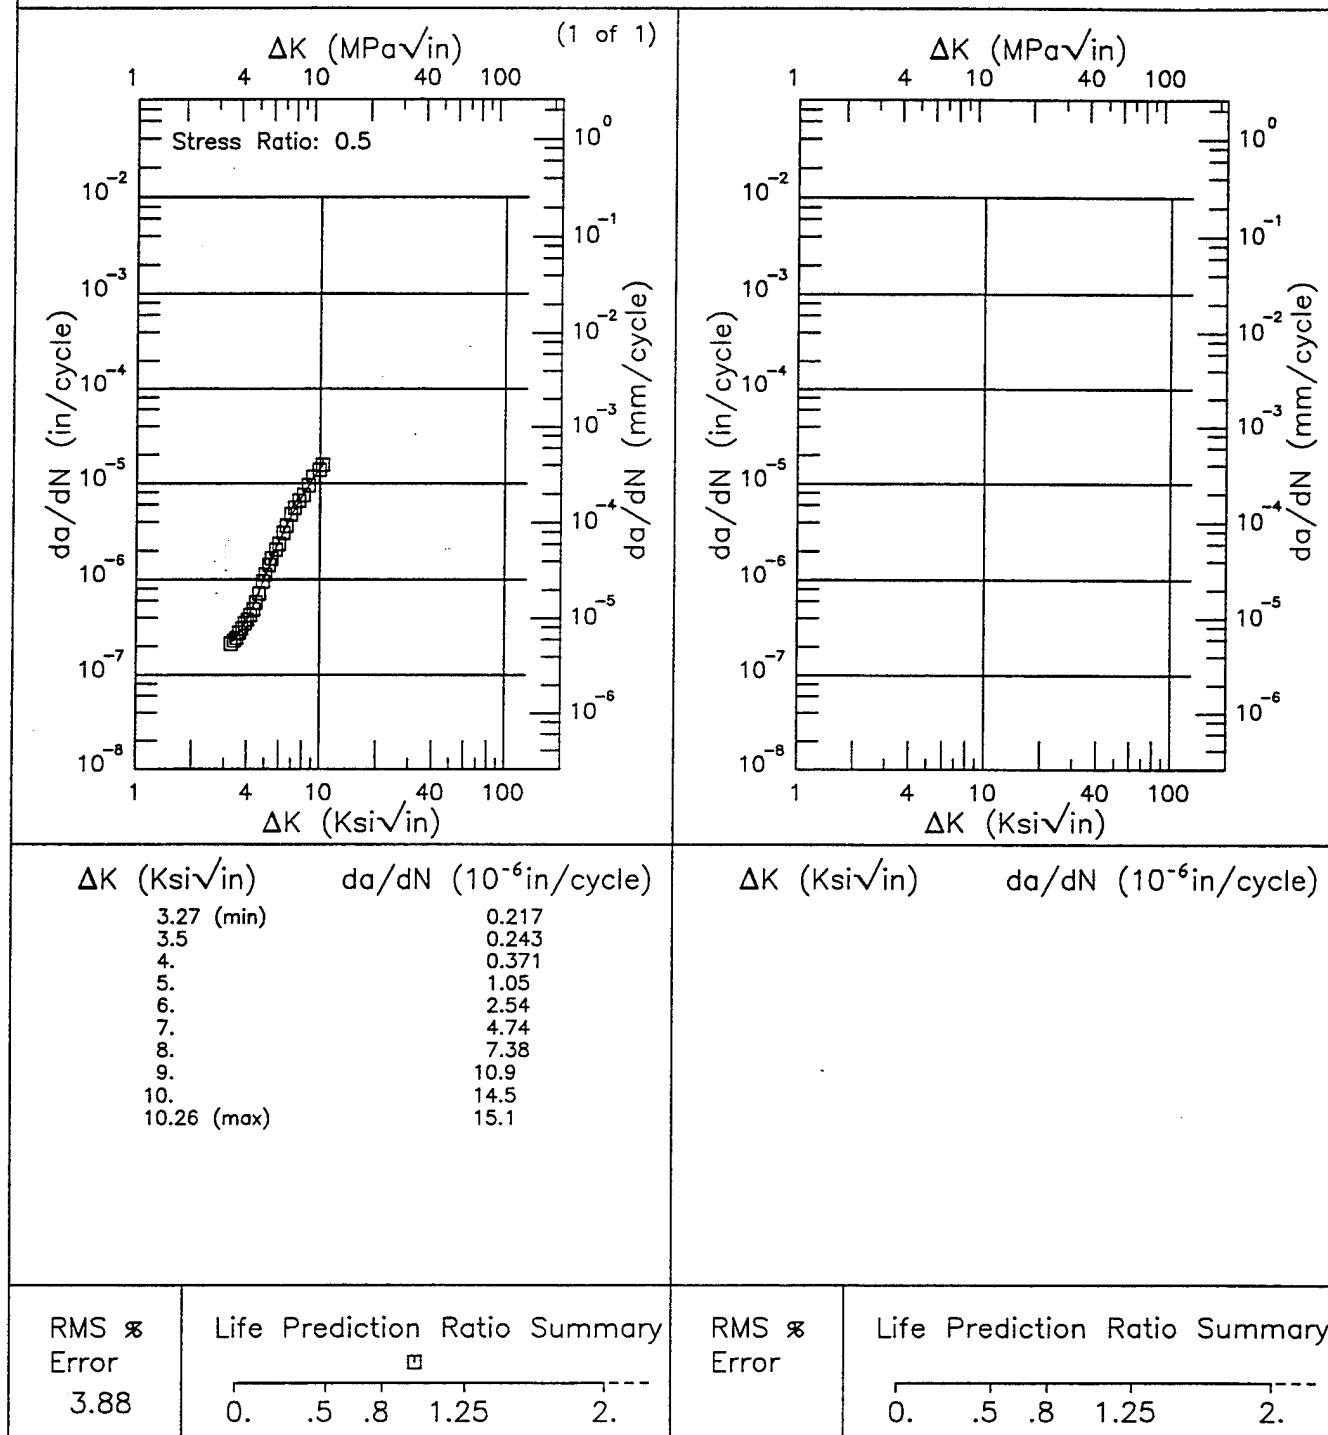 (1 of 1)
ΔK (MPa√in)
1 4 10 40 100
Stress Ratio: 0.5
10⁰
10⁻²
10⁻¹
10⁻³
10⁻²
10⁻⁴
10⁻³
10⁻⁵
10⁻⁴
10⁻⁶
10⁻⁵
10⁻⁷
10⁻⁶
10⁻⁸
da/dN (in/cycle)
da/dN (mm/cycle)
1 4 10 40 100
ΔK (Ksi√in)
ΔK (MPa√in)
1 4 10 40 100
10⁰
10⁻²
10⁻¹
10⁻³
10⁻²
10⁻⁴
10⁻³
10⁻⁵
10⁻⁴
10⁻⁶
10⁻⁵
10⁻⁷
10⁻⁶
10⁻⁸
da/dN (in/cycle)
da/dN (mm/cycle)
1 4 10 40 100
ΔK (Ksi√in)
ΔK (Ksi√in) da/dN (10⁻⁶in/cycle)
3.27 (min) 0.217
3.5 0.243
4. 0.371
5. 1.05
6. 2.54
7. 4.74
8. 7.38
9. 10.9
10. 14.5
10.26 (max) 15.1
ΔK (Ksi√in) da/dN (10⁻⁶in/cycle)
RMS %
Error
3.88
Life Prediction Ratio Summary
0. .5 .8 1.25 2.
RMS %
Error
Life Prediction Ratio Summary
0. .5 .8 1.25 2.